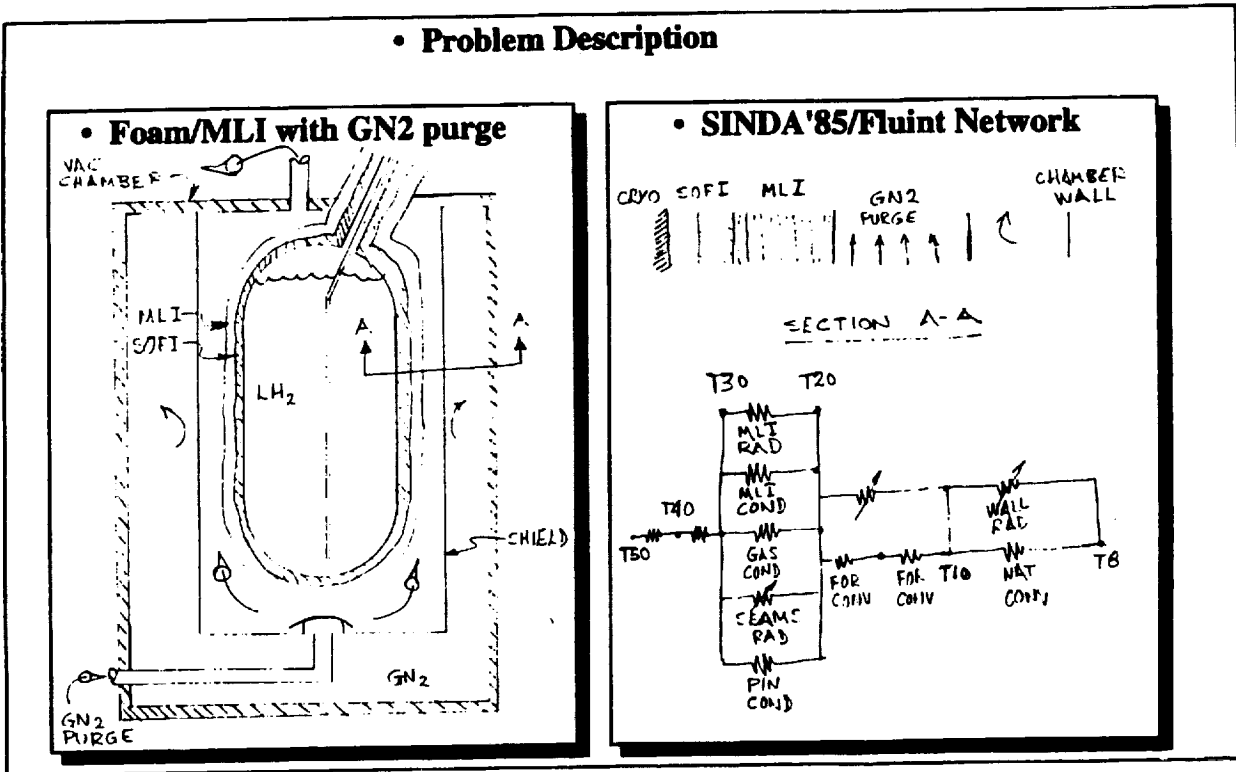 • Problem Description
• Foam/MLI with GN2 purge
VAC
CHAMBER
MLI
SOFI
LH2
A
A
SHIELD
GN2
GN2
PURGE
• SINDA'85/Fluint Network
CRYO SOFI MLI
GN2
PURGE
CHAMBER
WALL
SECTION A-A
T30 T20
MLI
RAD
MLI
COND
GAS
COND
SEAMS
RAD
PIN
COND
T40
T50
WALL
RAD
FOR
CONV
FOR
CONV
T10
NAT
CONV
T8